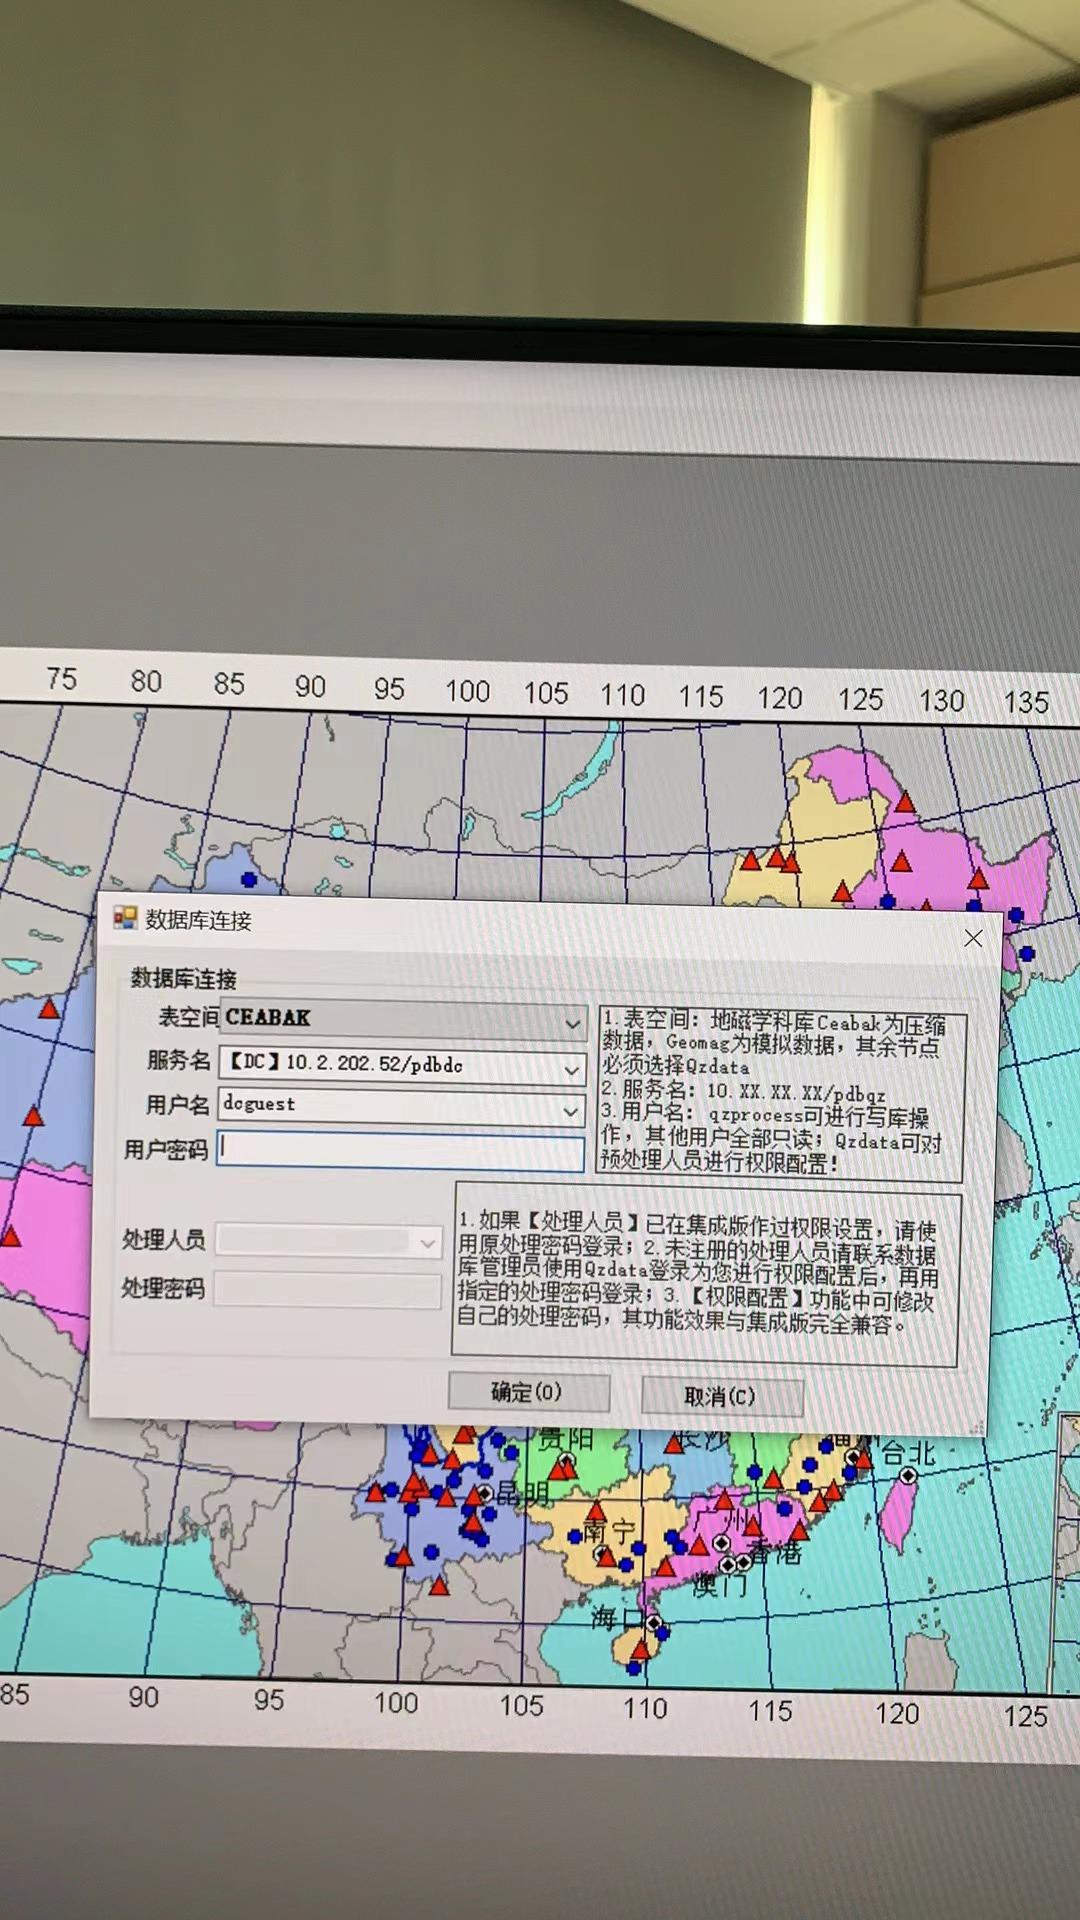 75 80 85 90 95 100 105 110 115 120 125 130 135
数据库连接
数据库连接
表空间 CEABAK
服务名 【DC】10.2.202.52/pdbdc
用户名 dcguest
用户密码
1.表空间：地磁学科库Ceabak为压缩
数据，Geomag为模拟数据，其余节点
必须选择Qzdata
2.服务名：10.XX.XX.XX/pdbqz
3.用户名：qzprocess可进行写库操
作，其他用户全部只读；Qzdata可对
预处理人员进行权限配置！
处理人员
处理密码
1.如果【处理人员】已在集成版作过权限设置，请使
用原处理密码登录；2.未注册的处理人员请联系数据
库管理员使用Qzdata登录为您进行权限配置后，再用
指定的处理密码登录；3.【权限配置】功能中可修改
自己的处理密码，其功能效果与集成版完全兼容。
确定(O) 取消(C)
贵阳
长沙
台北
昆明
南宁
广州
香港
澳门
海口
85 90 95 100 105 110 115 120 125